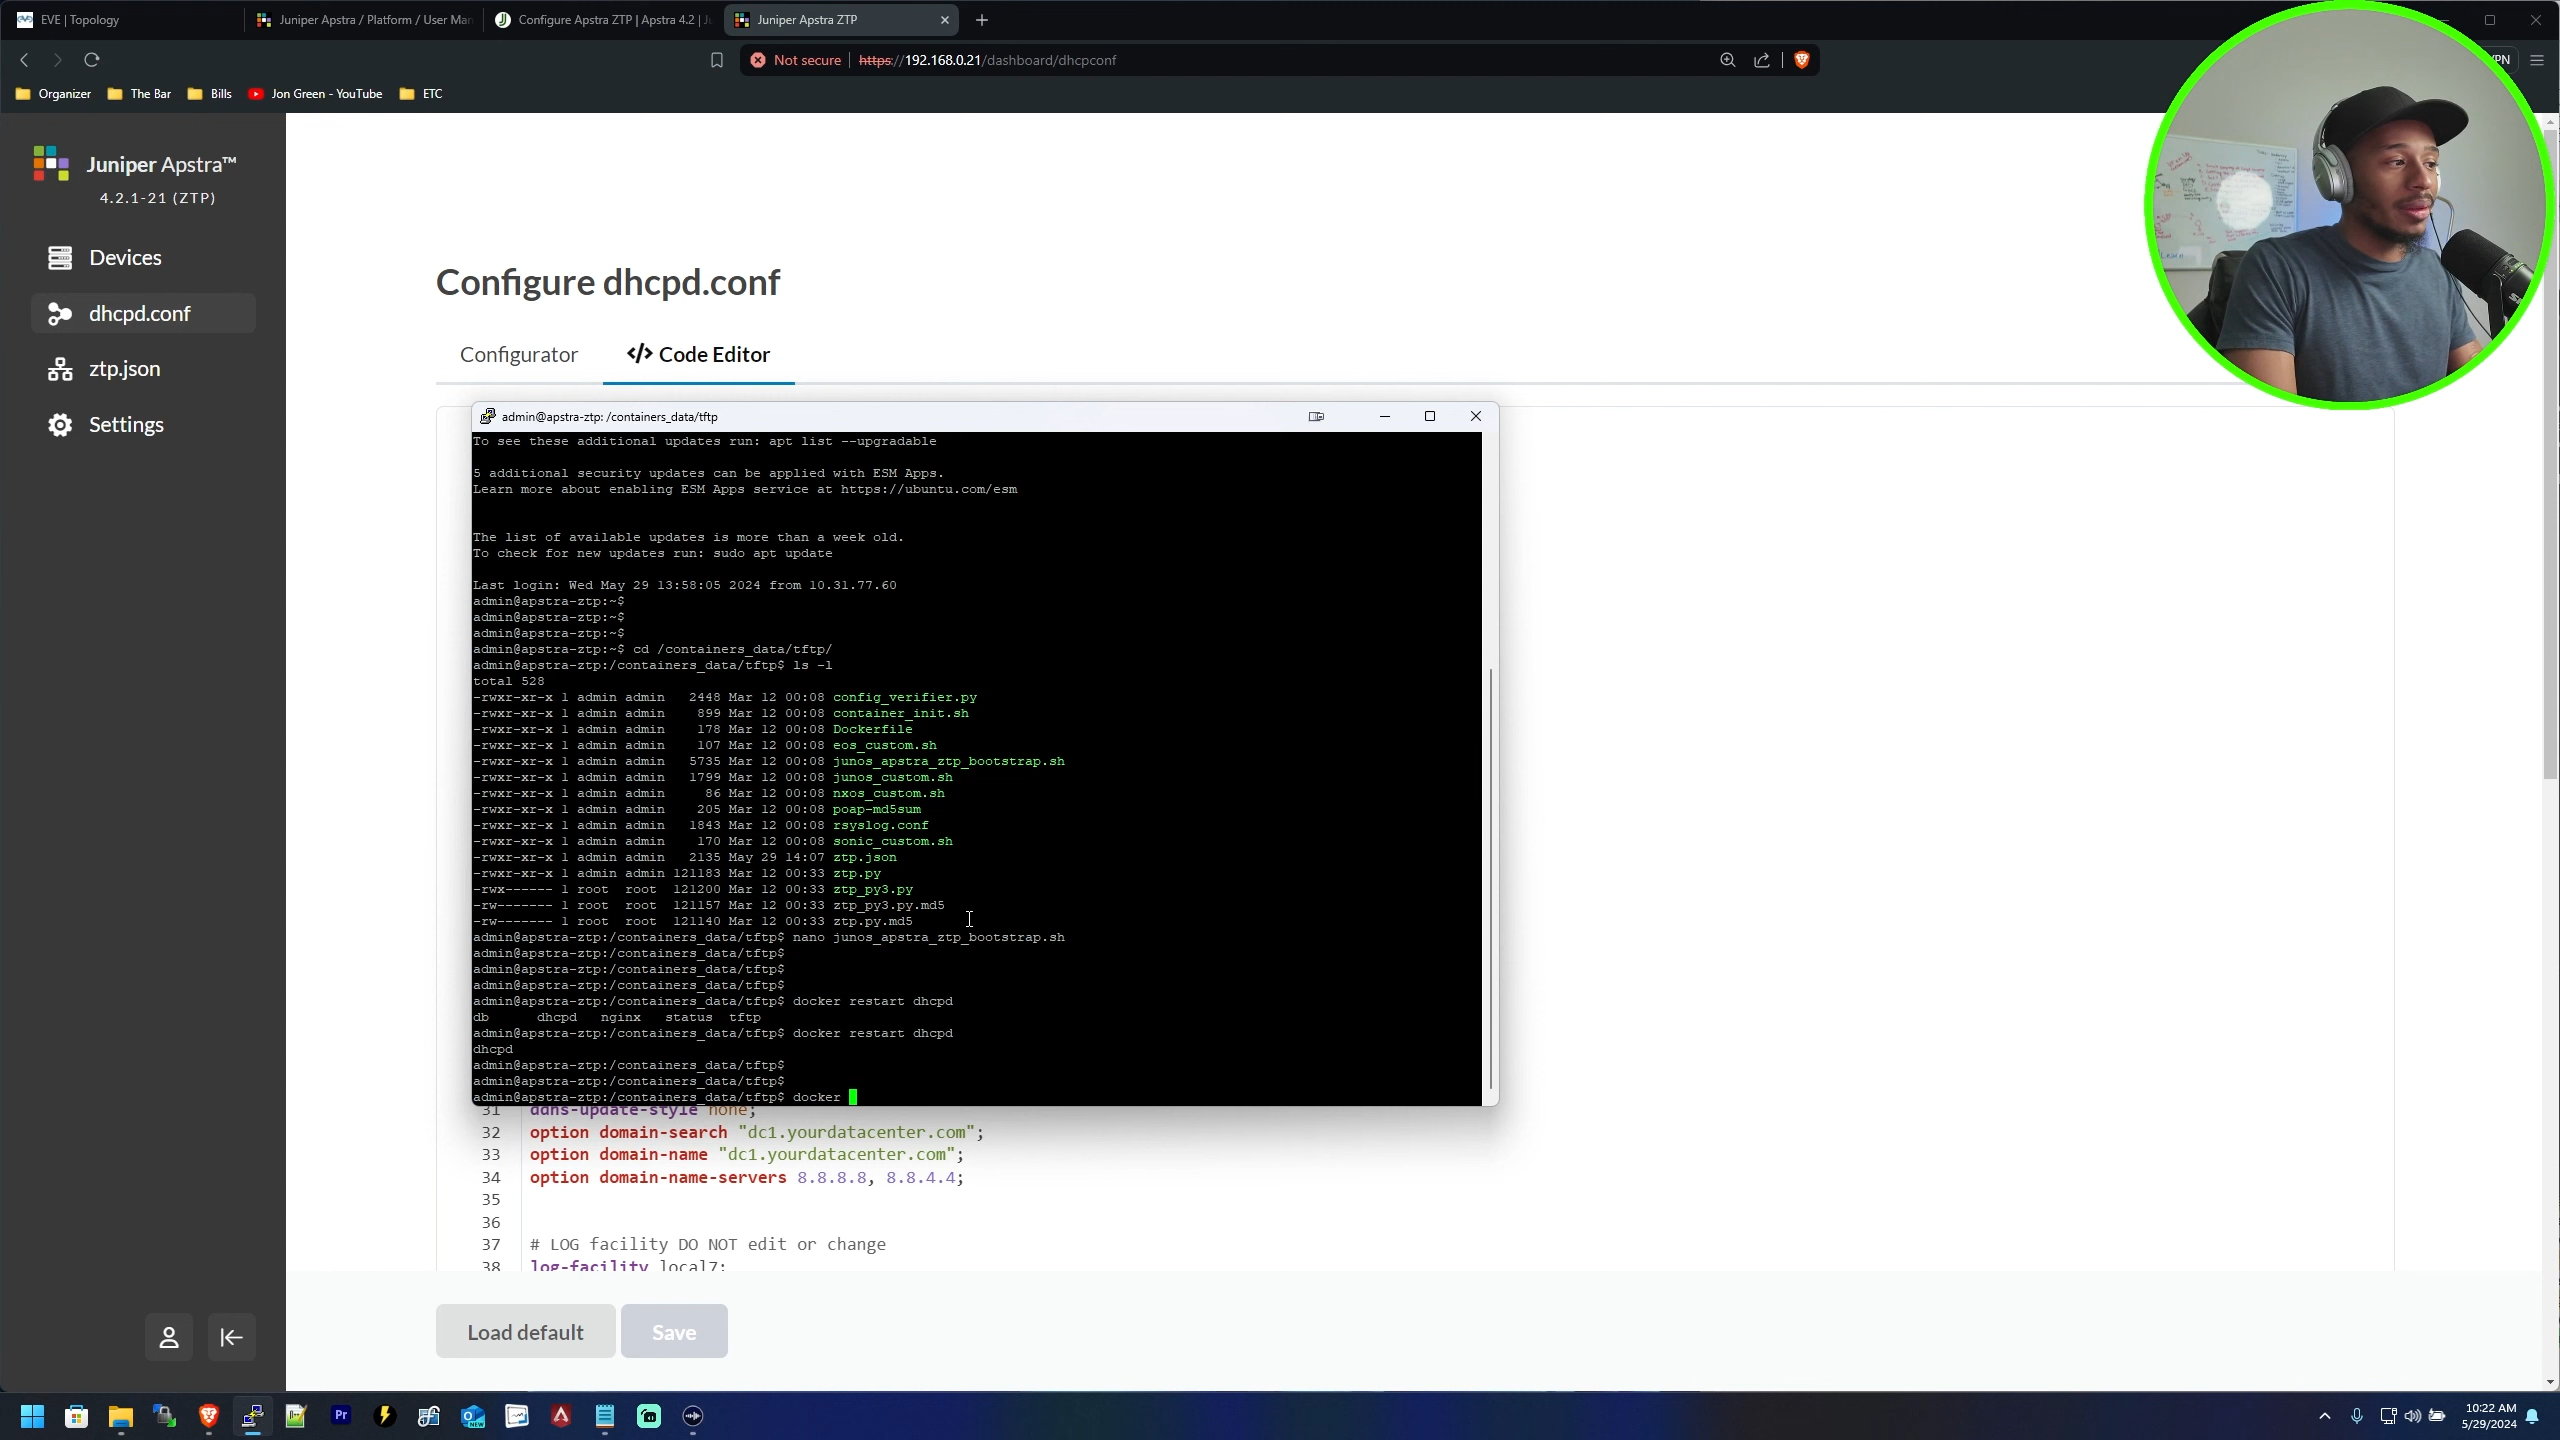 EVE | Topology
Juniper Apstra / Platform / User Man
Configure Apstra ZTP | Apstra 4.2 | Ju
Juniper Apstra ZTP
Not secure
https://192.168.0.21/dashboard/dhcpconf
Organizer
The Bar
Bills
Jon Green - YouTube
ETC
Juniper Apstra™
4.2.1-21 (ZTP)
Devices
dhcpd.conf
ztp.json
Settings
Configure dhcpd.conf
Configurator
</> Code Editor
admin@apstra-ztp: /containers_data/tftp
To see these additional updates run: apt list --upgradable
5 additional security updates can be applied with ESM Apps.
Learn more about enabling ESM Apps service at https://ubuntu.com/esm
The list of available updates is more than a week old.
To check for new updates run: sudo apt update
Last login: Wed May 29 13:58:05 2024 from 10.31.77.60
admin@apstra-ztp:~$
admin@apstra-ztp:~$
admin@apstra-ztp:~$
admin@apstra-ztp:~$ cd /containers_data/tftp/
admin@apstra-ztp:/containers_data/tftp$ ls -l
total 528
-rwxr-xr-x 1 admin admin   2448 Mar 12 00:08 config_verifier.py
-rwxr-xr-x 1 admin admin    899 Mar 12 00:08 container_init.sh
-rwxr-xr-x 1 admin admin    178 Mar 12 00:08 Dockerfile
-rwxr-xr-x 1 admin admin    107 Mar 12 00:08 eos_custom.sh
-rwxr-xr-x 1 admin admin   5735 Mar 12 00:08 junos_apstra_ztp_bootstrap.sh
-rwxr-xr-x 1 admin admin   1799 Mar 12 00:08 junos_custom.sh
-rwxr-xr-x 1 admin admin     86 Mar 12 00:08 nxos_custom.sh
-rwxr-xr-x 1 admin admin    205 Mar 12 00:08 poap-md5sum
-rwxr-xr-x 1 admin admin   1843 Mar 12 00:08 rsyslog.conf
-rwxr-xr-x 1 admin admin    170 Mar 12 00:08 sonic_custom.sh
-rwxr-xr-x 1 admin admin   2135 May 29 14:07 ztp.json
-rwxr-xr-x 1 admin admin 121183 Mar 12 00:33 ztp.py
-rwx------ 1 root  root  121200 Mar 12 00:33 ztp_py3.py
-rw------- 1 root  root  121157 Mar 12 00:33 ztp_py3.py.md5
-rw------- 1 root  root  121140 Mar 12 00:33 ztp.py.md5
admin@apstra-ztp:/containers_data/tftp$ nano junos_apstra_ztp_bootstrap.sh
admin@apstra-ztp:/containers_data/tftp$
admin@apstra-ztp:/containers_data/tftp$
admin@apstra-ztp:/containers_data/tftp$
admin@apstra-ztp:/containers_data/tftp$ docker restart dhcpd
db      dhcpd   nginx   status  tftp
admin@apstra-ztp:/containers_data/tftp$ docker restart dhcpd
dhcpd
admin@apstra-ztp:/containers_data/tftp$
admin@apstra-ztp:/containers_data/tftp$
admin@apstra-ztp:/containers_data/tftp$ docker
31 ddns-update-style none;
32 option domain-search "dc1.yourdatacenter.com";
33 option domain-name "dc1.yourdatacenter.com";
34 option domain-name-servers 8.8.8.8, 8.8.4.4;
35
36
37 # LOG facility DO NOT edit or change
38 log-facility local7;
Load default
Save
Pr
NEW
10:22 AM
5/29/2024